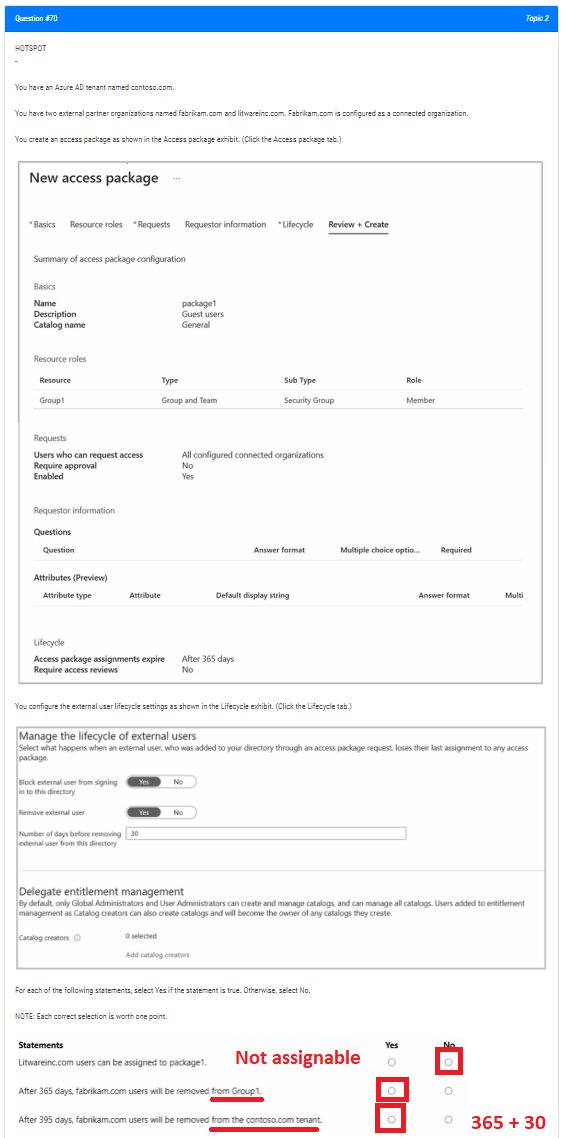 Question #70 Topic 2
HOTSPOT
-
You have an Azure AD tenant named contoso.com.
You have two external partner organizations named fabrikam.com and litwareinc.com. Fabrikam.com is configured as a connected organization.
You create an access package as shown in the Access package exhibit. (Click the Access package tab.)
New access package ...
* Basics Resource roles * Requests Requestor information * Lifecycle Review + Create
Summary of access package configuration
Basics
Name package1
Description Guest users
Catalog name General
Resource roles
Resource Type Sub Type Role
Group1 Group and Team Security Group Member
Requests
Users who can request access All configured connected organizations
Require approval No
Enabled Yes
Requestor information
Questions
Question Answer format Multiple choice optio... Required
Attributes (Preview)
Attribute type Attribute Default display string Answer format Multi
Lifecycle
Access package assignments expire After 365 days
Require access reviews No
You configure the external user lifecycle settings as shown in the Lifecycle exhibit. (Click the Lifecycle tab.)
Manage the lifecycle of external users
Select what happens when an external user, who was added to your directory through an access package request, loses their last assignment to any access
package.
Block external user from signing Yes No
in to this directory
Remove external user Yes No
Number of days before removing 30
external user from this directory
Delegate entitlement management
By default, only Global Administrators and User Administrators can create and manage catalogs, and can manage all catalogs. Users added to entitlement
management as Catalog creators can also create catalogs and will become the owner of any catalogs they create.
Catalog creators 0 selected
Add catalog creators
For each of the following statements, select Yes if the statement is true. Otherwise, select No.
NOTE: Each correct selection is worth one point.
Statements Yes No
Litwareinc.com users can be assigned to package1. Not assignable
After 365 days, fabrikam.com users will be removed from Group1.
After 395 days, fabrikam.com users will be removed from the contoso.com tenant. 365 + 30